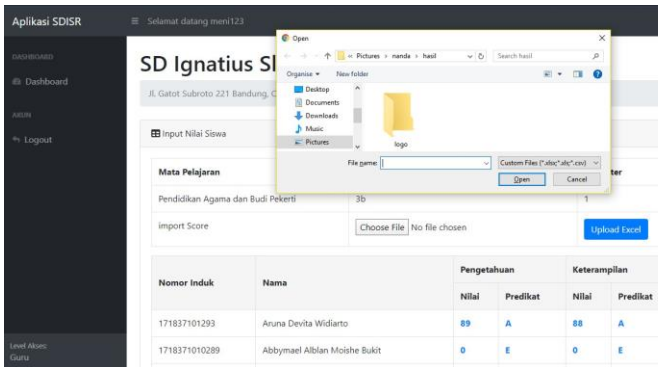 Aplikasi SDISR
Selamat datang meni123
DASHBOARD
Dashboard
AKUN
Logout
Level Akses:
Guru
SD Ignatius Sl
Jl. Gatot Subroto 221 Bandung, C
Input Nilai Siswa
Mata Pelajaran
ter
Pendidikan Agama dan Budi Pekerti
3b
1
import Score
Choose File No file chosen
Upload Excel
Nomor Induk
Nama
Pengetahuan
Keterampilan
Nilai
Predikat
Nilai
Predikat
171837101293
Aruna Devita Widiarto
89
A
88
A
1718371010289
Abbymael Alblan Moishe Bukit
0
E
0
E
Open
« Pictures › nanda › hasil
Search hasil
Organise
New folder
Desktop
Documents
Downloads
Music
Pictures
logo
File name:
Custom Files (*.xlsx;*.xls;*.csv)
Open
Cancel